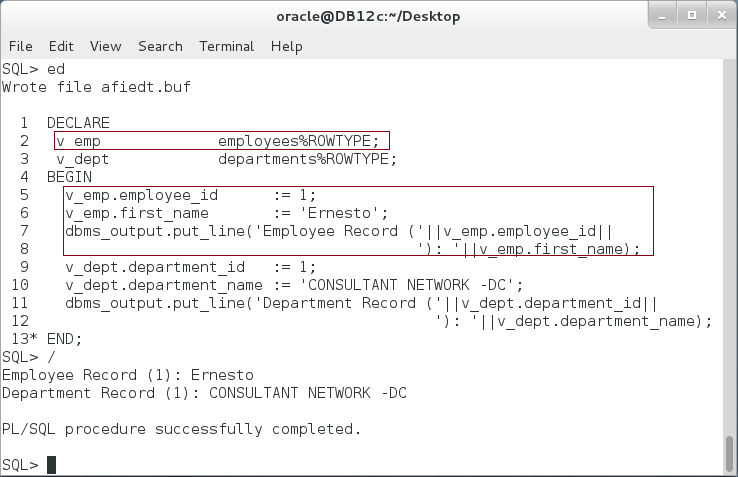 oracle@DB12c:~/Desktop
File Edit View Search Terminal Help
SQL> ed
Wrote file afiedt.buf
1 DECLARE
2 v_emp employees%ROWTYPE;
3 v_dept departments%ROWTYPE;
4 BEGIN
5 v_emp.employee_id := 1;
6 v_emp.first_name := 'Ernesto';
7 dbms_output.put_line('Employee Record ('||v_emp.employee_id||
8 '): '||v_emp.first_name);
9 v_dept.department_id := 1;
10 v_dept.department_name := 'CONSULTANT NETWORK -DC';
11 dbms_output.put_line('Department Record ('||v_dept.department_id||
12 '): '||v_dept.department_name);
13* END;
SQL> /
Employee Record (1): Ernesto
Department Record (1): CONSULTANT NETWORK -DC
PL/SQL procedure successfully completed.
SQL>